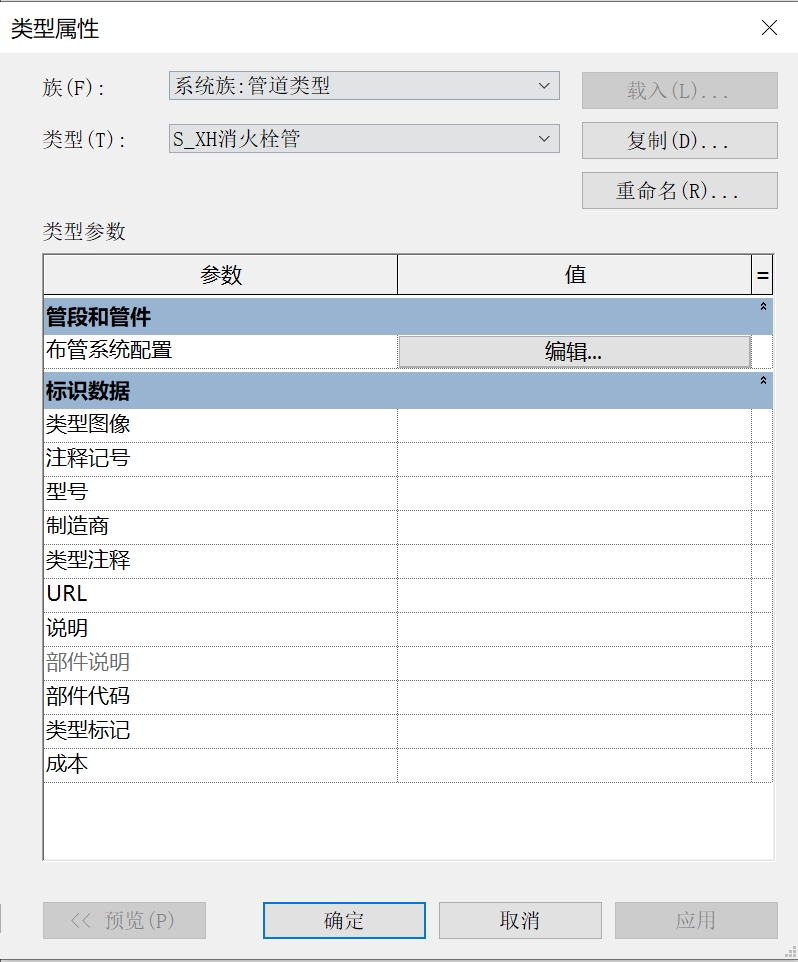 类型属性
族(F):
系统族:管道类型
载入(L)...
类型(T):
S_XH消火栓管
复制(D)...
重命名(R)...
类型参数
参数
值
=
管段和管件
布管系统配置
编辑...
标识数据
类型图像
注释记号
型号
制造商
类型注释
URL
说明
部件说明
部件代码
类型标记
成本
<< 预览(P)
确定
取消
应用